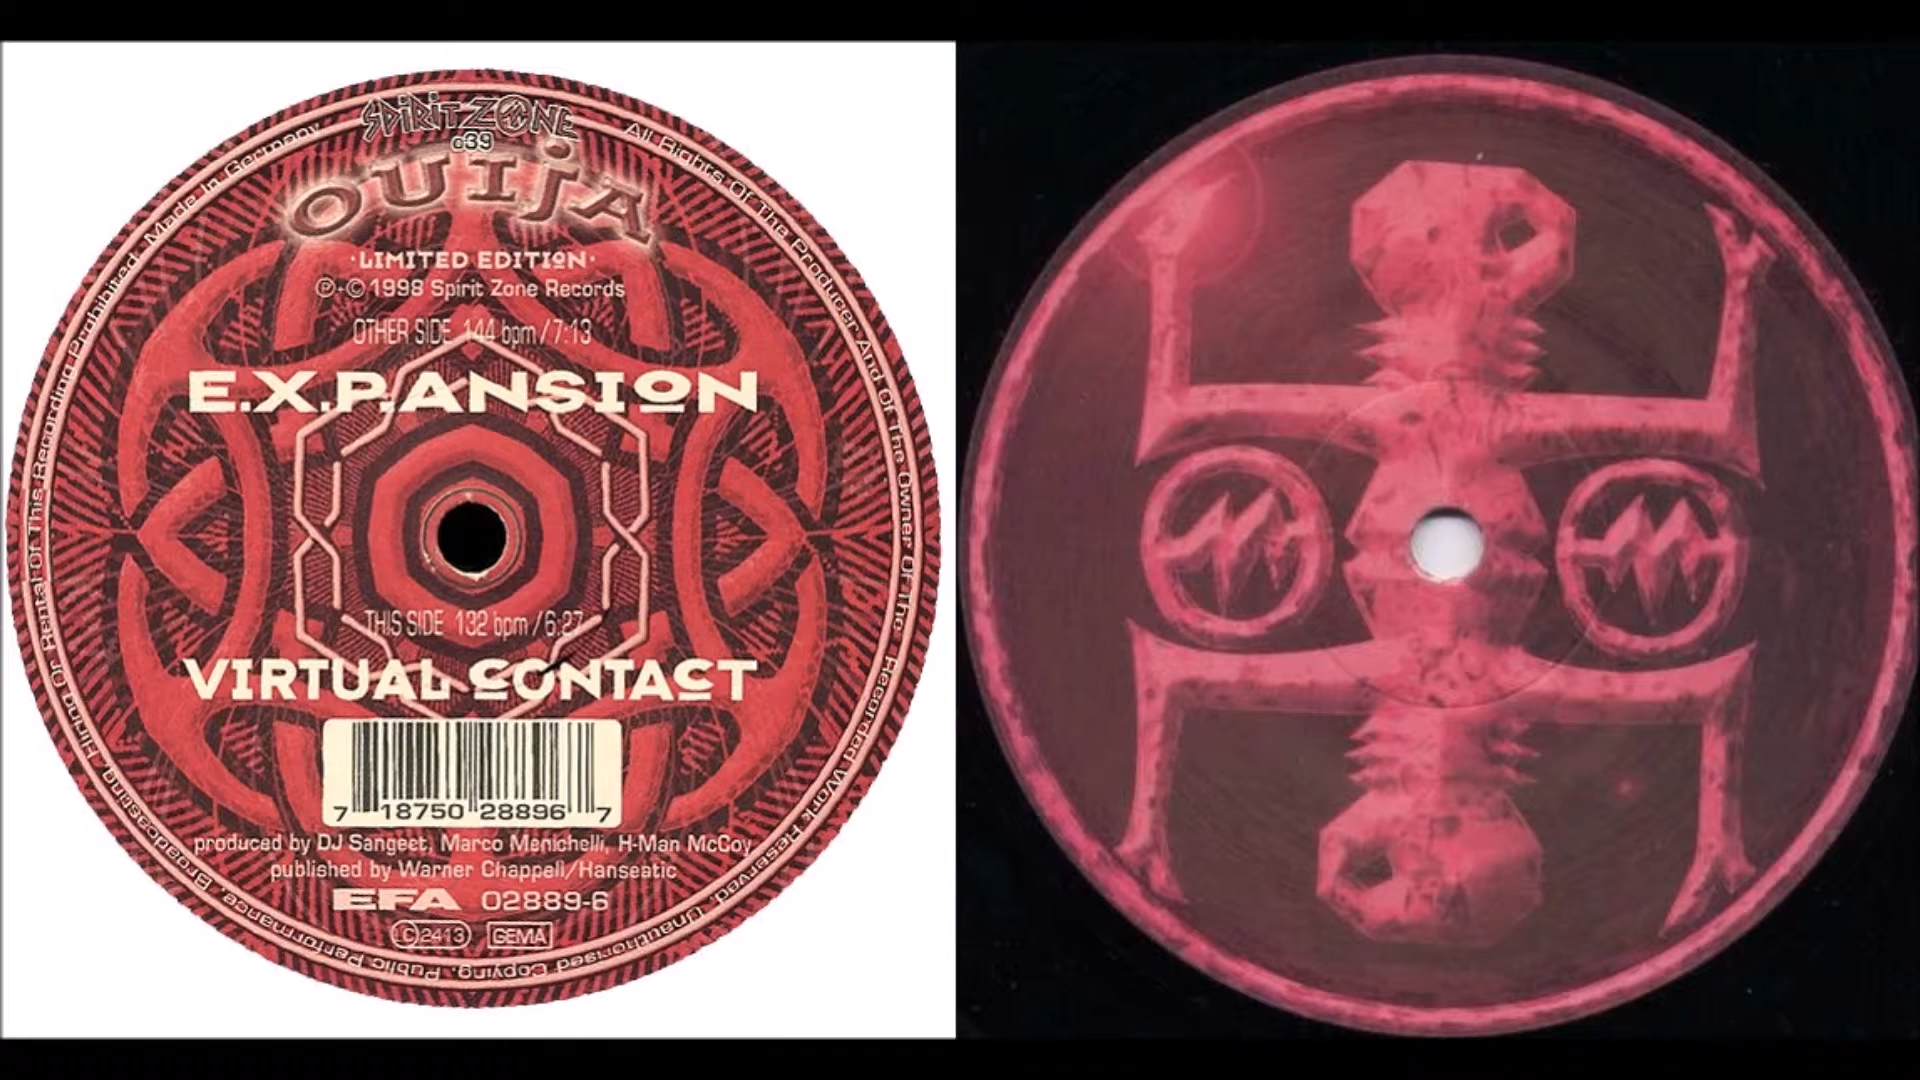 SPIRIT ZONE
039
OUIJA
·LIMITED EDITION·
℗+© 1998 Spirit Zone Records
OTHER SIDE 144 bpm / 7:13
E.X.P.ANSION
THIS SIDE 132 bpm / 6:27
VIRTUAL CONTACT
7 18750 28896 7
produced by DJ Sangeet, Marco Menichelli, H-Man McCoy
published by Warner Chappell/Hanseatic
EFA 02889-6
LC 2413 GEMA
All Rights Of The Producer And Of The Owner Of The Recorded Work Reserved. Unauthorised Copying, Public Performance, Broadcasting, Hiring Or Rental Of This Recording Prohibited. Made In Germany